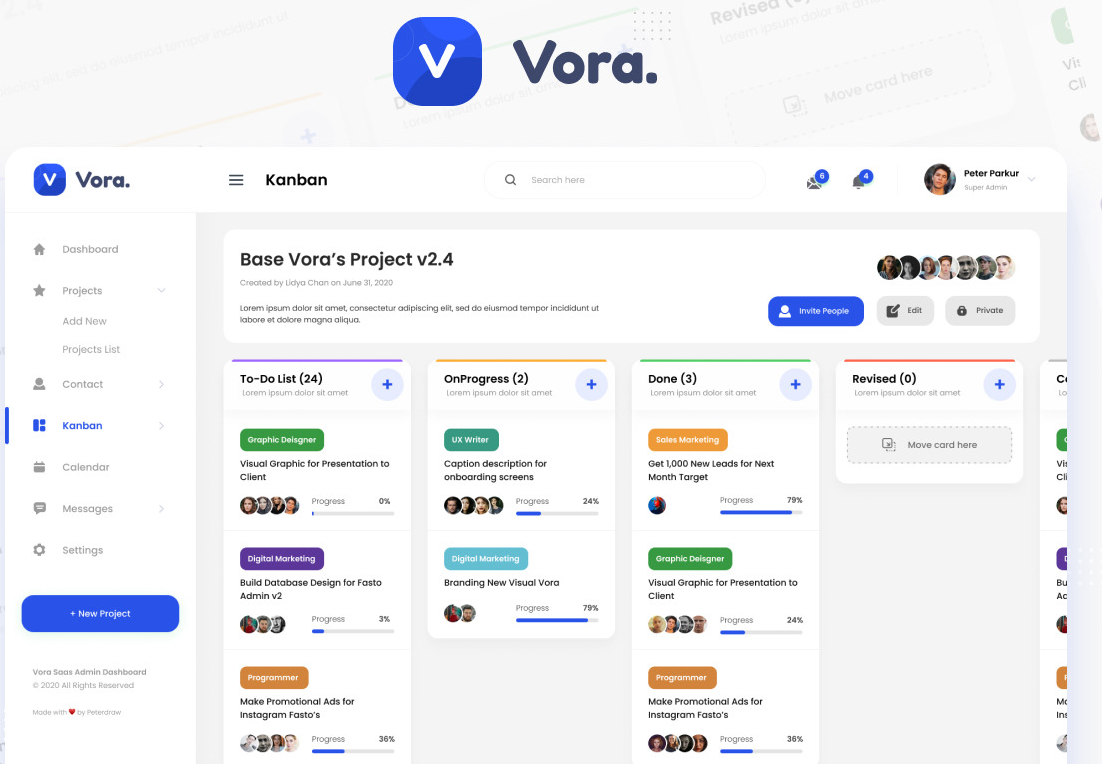 Revised (
Lorem ipsum dolor sit amet
Move card here
V Vora.
V Vora.
Kanban
Search here
6
4
Peter Parkur
Super Admin
Dashboard
Projects
Add New
Projects List
Contact
Kanban
Calendar
Messages
Settings
+ New Project
Vora Saas Admin Dashboard
© 2020 All Rights Reserved
Made with ❤ by Peterdraw
Base Vora's Project v2.4
Created by Lidya Chan on June 31, 2020
Lorem ipsum dolor sit amet, consectetur adipiscing elit, sed do eiusmod tempor incididunt ut
labore et dolore magna aliqua.
Invite People
Edit
Private
To-Do List (24)
Lorem ipsum dolor sit amet
+
Graphic Deisgner
Visual Graphic for Presentation to
Client
Progress 0%
Digital Marketing
Build Database Design for Fasto
Admin v2
Progress 3%
Programmer
Make Promotional Ads for
Instagram Fasto's
Progress 36%
OnProgress (2)
Lorem ipsum dolor sit amet
+
UX Writer
Caption description for
onboarding screens
Progress 24%
Digital Marketing
Branding New Visual Vora
Progress 79%
Done (3)
Lorem ipsum dolor sit amet
+
Sales Marketing
Get 1,000 New Leads for Next
Month Target
Progress 79%
Graphic Deisgner
Visual Graphic for Presentation to
Client
Progress 24%
Programmer
Make Promotional Ads for
Instagram Fasto's
Progress 36%
Revised (0)
Lorem ipsum dolor sit amet
+
Move card here